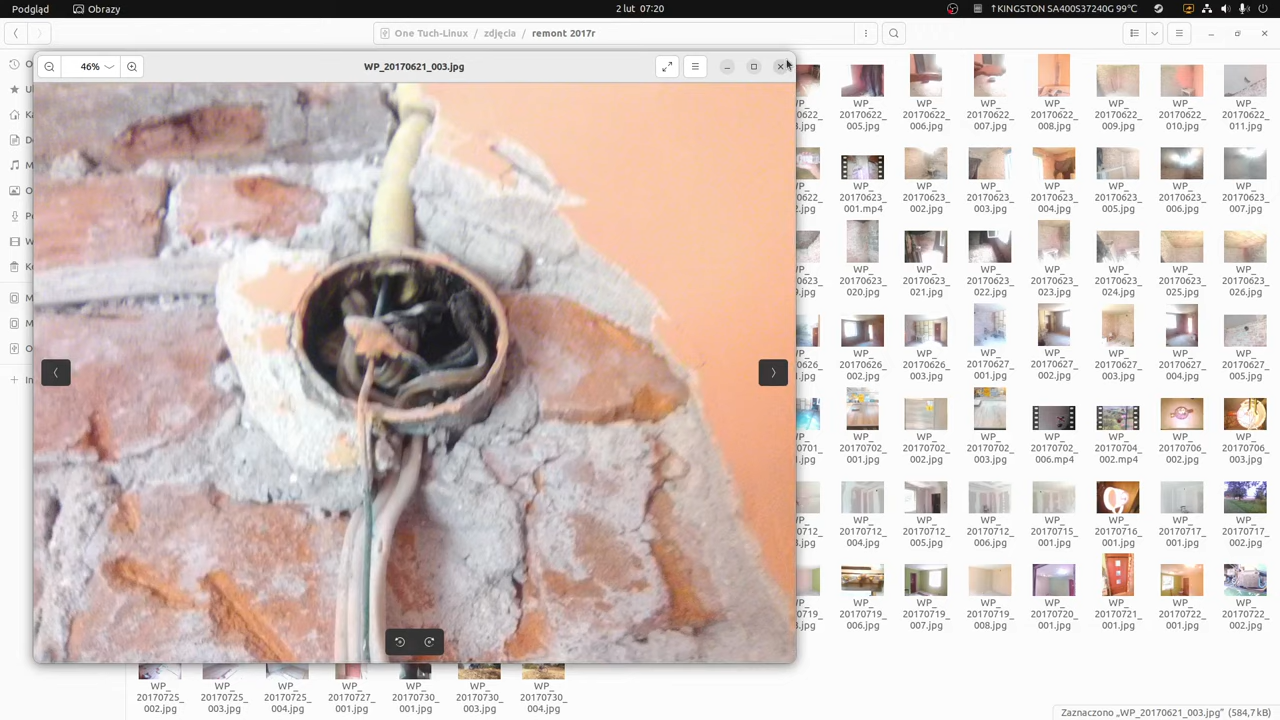 Podgląd
Obrazy
2 lut 07:20
↑KINGSTON SA400S37240G 99°C
One Tuch-Linux / zdjęcia / remont 2017r
46%
WP_20170621_003.jpg
WP_20170622_005.jpg
WP_20170622_006.jpg
WP_20170622_007.jpg
WP_20170622_008.jpg
WP_20170622_009.jpg
WP_20170622_010.jpg
WP_20170622_011.jpg
WP_20170623_001.mp4
WP_20170623_002.jpg
WP_20170623_003.jpg
WP_20170623_004.jpg
WP_20170623_005.jpg
WP_20170623_006.jpg
WP_20170623_007.jpg
WP_20170623_020.jpg
WP_20170623_021.jpg
WP_20170623_022.jpg
WP_20170623_023.jpg
WP_20170623_024.jpg
WP_20170623_025.jpg
WP_20170623_026.jpg
WP_20170626_002.jpg
WP_20170626_003.jpg
WP_20170627_001.jpg
WP_20170627_002.jpg
WP_20170627_003.jpg
WP_20170627_004.jpg
WP_20170627_005.jpg
WP_20170702_001.jpg
WP_20170702_002.jpg
WP_20170702_003.jpg
WP_20170702_006.mp4
WP_20170704_002.mp4
WP_20170706_002.jpg
WP_20170706_003.jpg
WP_20170712_004.jpg
WP_20170712_005.jpg
WP_20170712_006.jpg
WP_20170715_001.jpg
WP_20170716_001.jpg
WP_20170717_001.jpg
WP_20170717_002.jpg
WP_20170719_006.jpg
WP_20170719_007.jpg
WP_20170719_008.jpg
WP_20170720_001.jpg
WP_20170721_001.jpg
WP_20170722_001.jpg
WP_20170722_002.jpg
WP_20170725_002.jpg
WP_20170725_003.jpg
WP_20170725_004.jpg
WP_20170727_001.jpg
WP_20170730_001.jpg
WP_20170730_003.jpg
WP_20170730_004.jpg
Zaznaczono „WP_20170621_003.jpg” (584,7 kB)